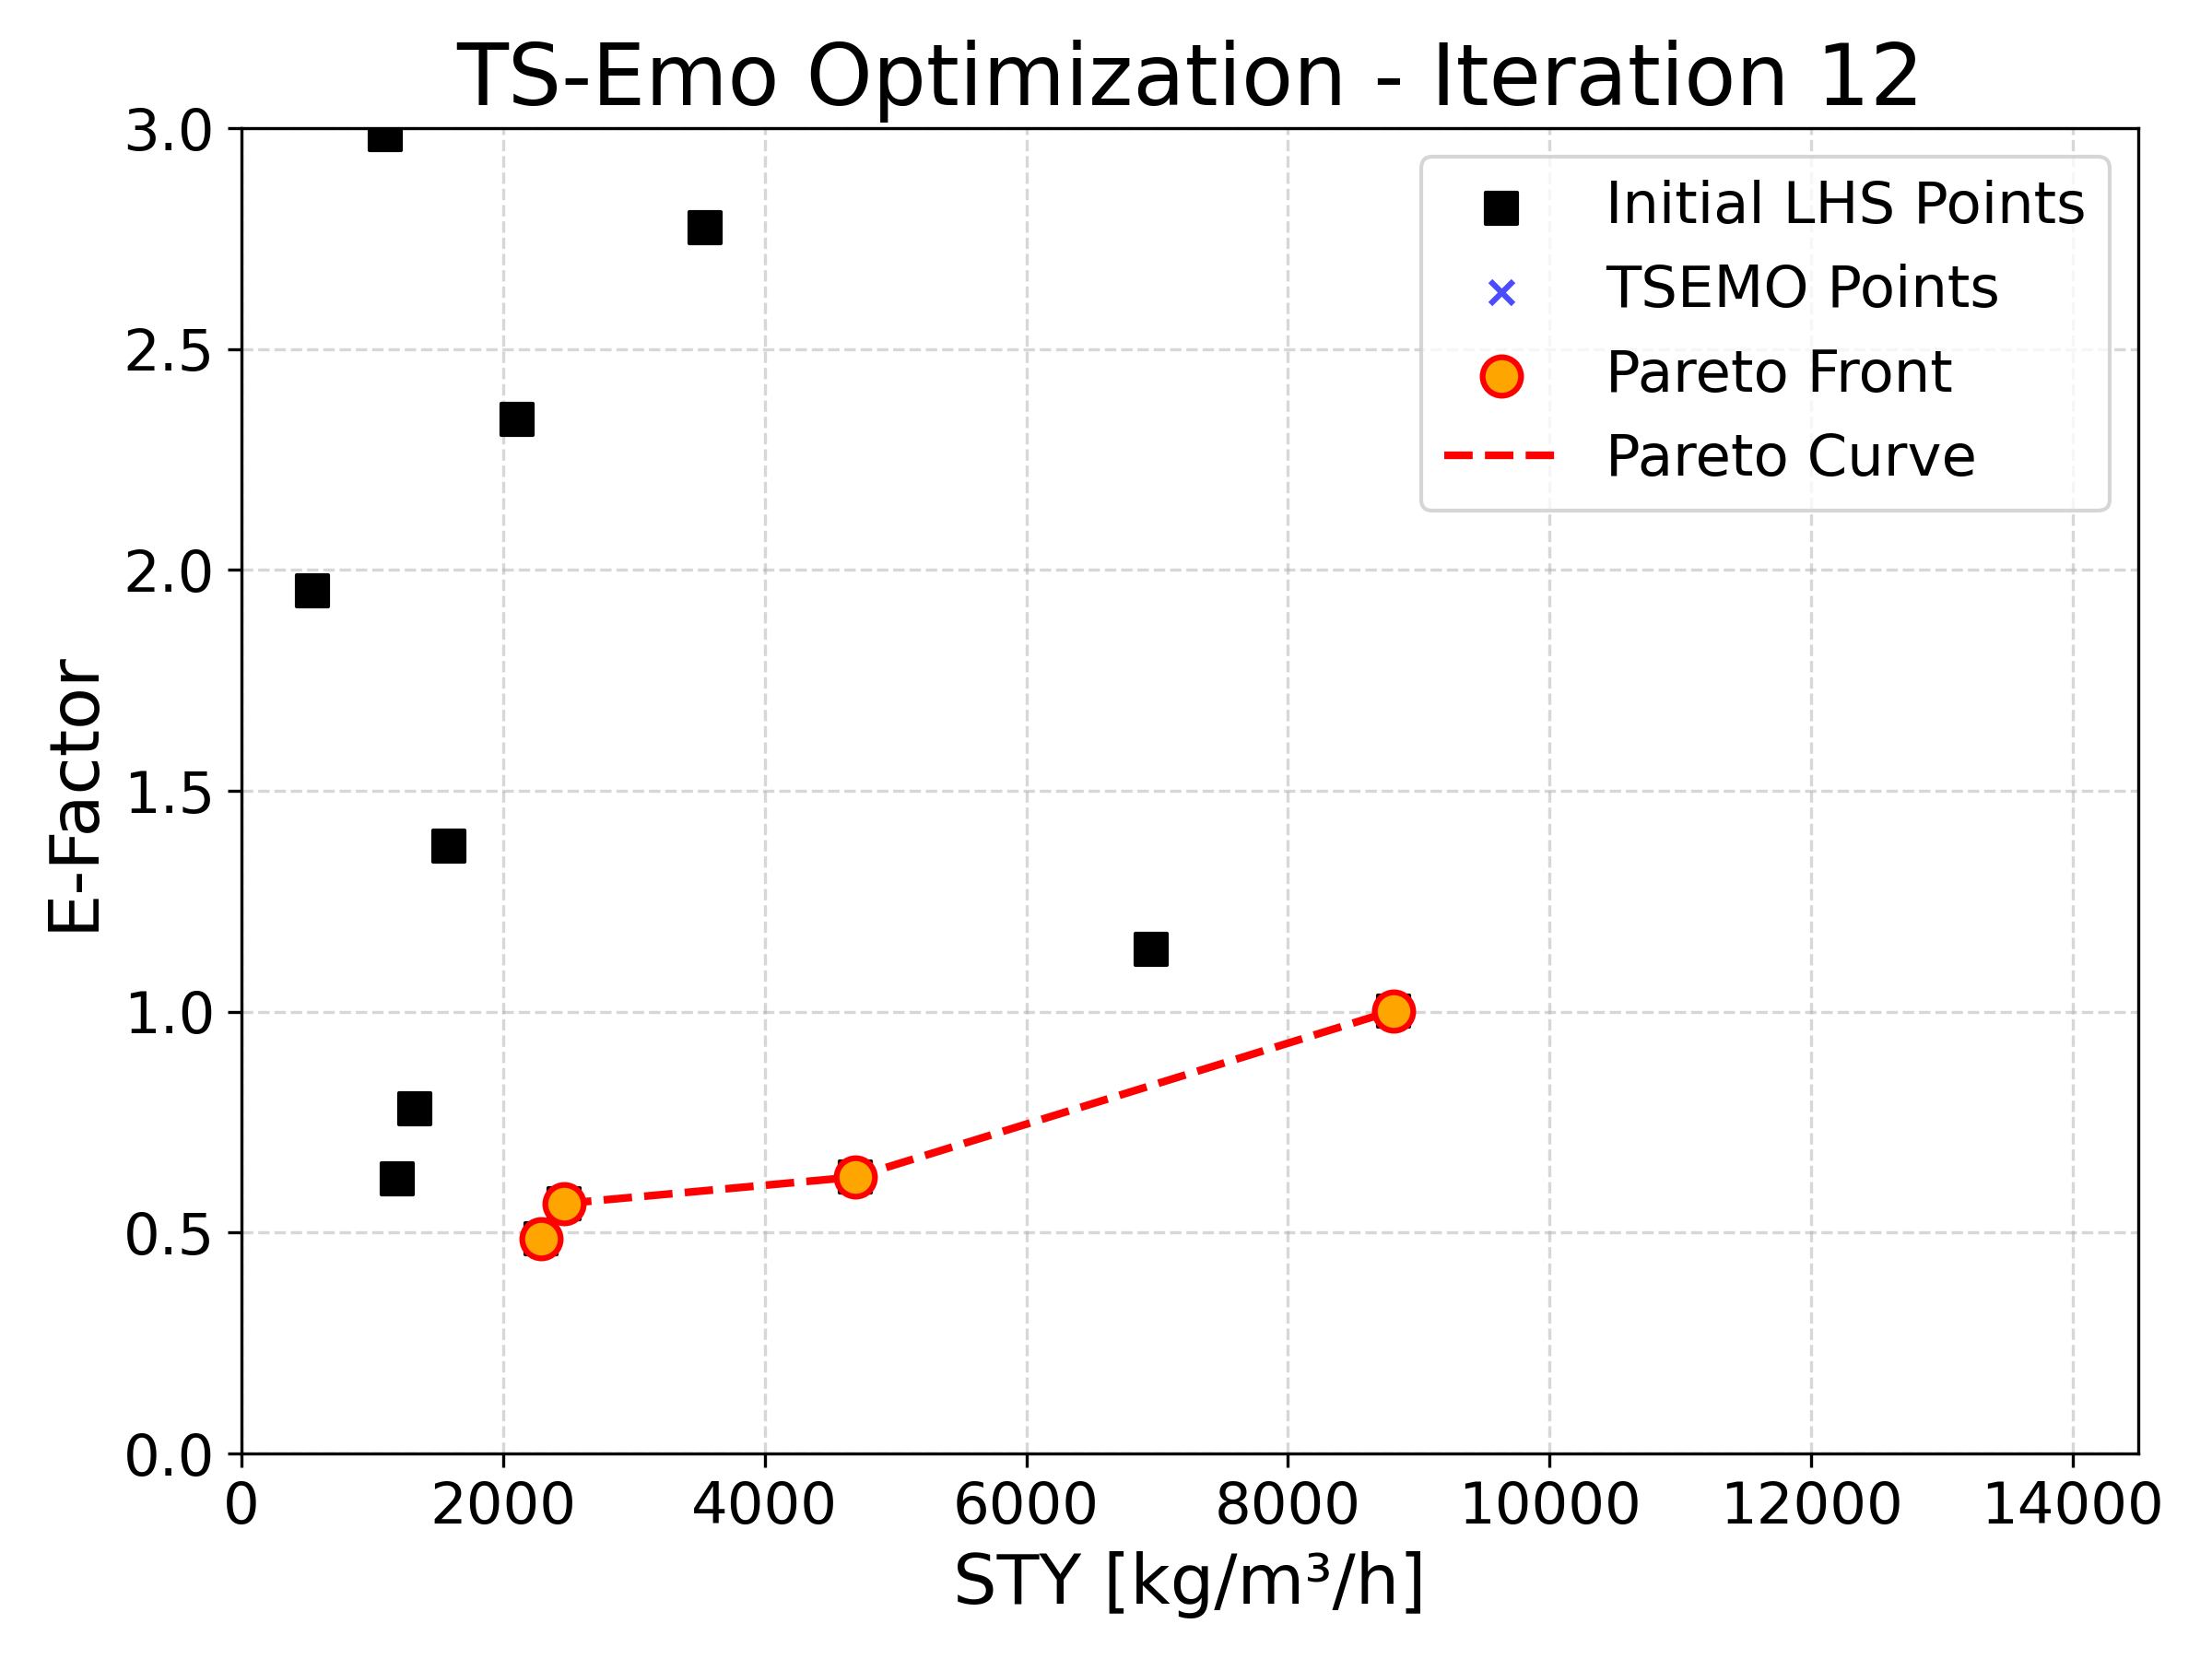 TS-Emo Optimization - Iteration 12
3.0
2.5
2.0
1.5
1.0
0.5
0.0
E-Factor
Initial LHS Points
TSEMO Points
Pareto Front
Pareto Curve
0 2000 4000 6000 8000 10000 12000 14000
STY [kg/m³/h]